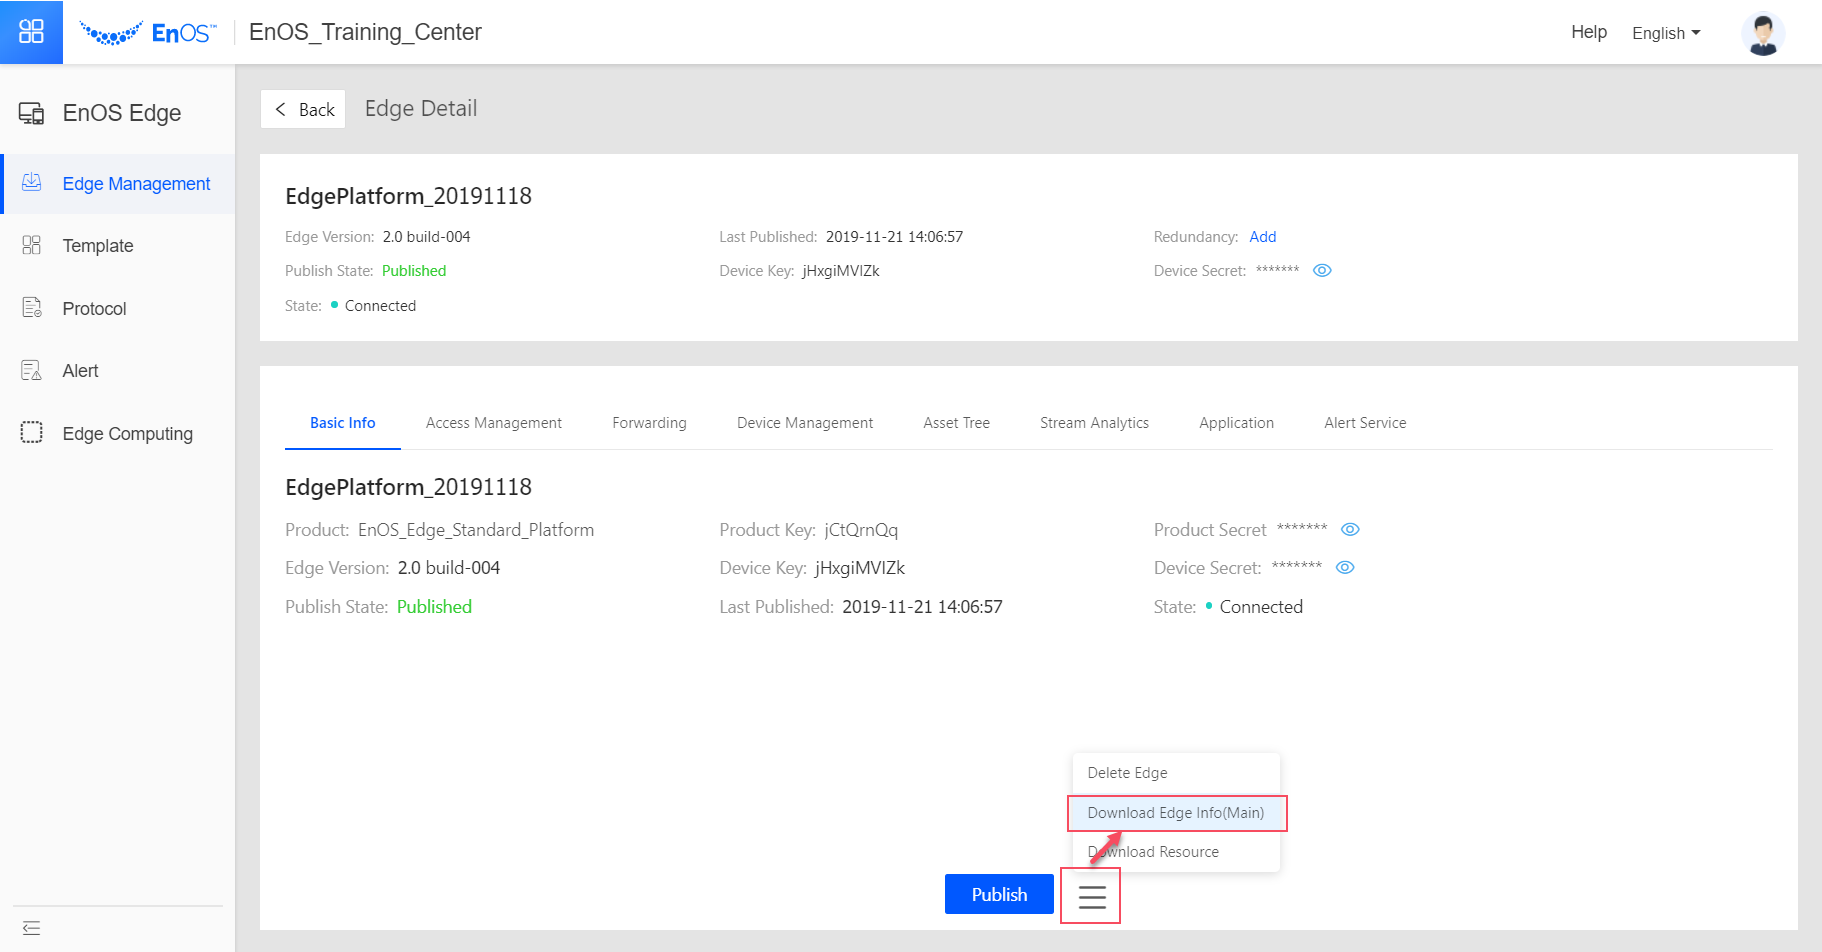 EnOS™ EnOS_Training_Center Help English
EnOS Edge
Edge Management
Template
Protocol
Alert
Edge Computing
Back Edge Detail
EdgePlatform_20191118
Edge Version: 2.0 build-004 Last Published: 2019-11-21 14:06:57 Redundancy: Add
Publish State: Published Device Key: jHxgiMVIZk Device Secret: *******
State: Connected
Basic Info Access Management Forwarding Device Management Asset Tree Stream Analytics Application Alert Service
EdgePlatform_20191118
Product: EnOS_Edge_Standard_Platform Product Key: jCtQrnQq Product Secret *******
Edge Version: 2.0 build-004 Device Key: jHxgiMVIZk Device Secret: *******
Publish State: Published Last Published: 2019-11-21 14:06:57 State: Connected
Delete Edge
Download Edge Info(Main)
Download Resource
Publish